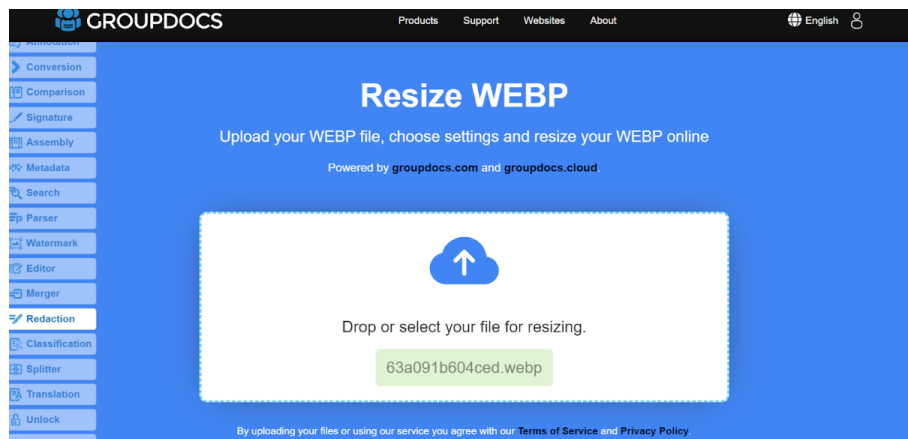 GROUPDOCS
Products Support Websites About
English
Annotation
Conversion
Comparison
Signature
Assembly
Metadata
Search
Parser
Watermark
Editor
Merger
Redaction
Classification
Splitter
Translation
Unlock
Resize WEBP
Upload your WEBP file, choose settings and resize your WEBP online
Powered by groupdocs.com and groupdocs.cloud.
Drop or select your file for resizing.
63a091b604ced.webp
By uploading your files or using our service you agree with our Terms of Service and Privacy Policy.